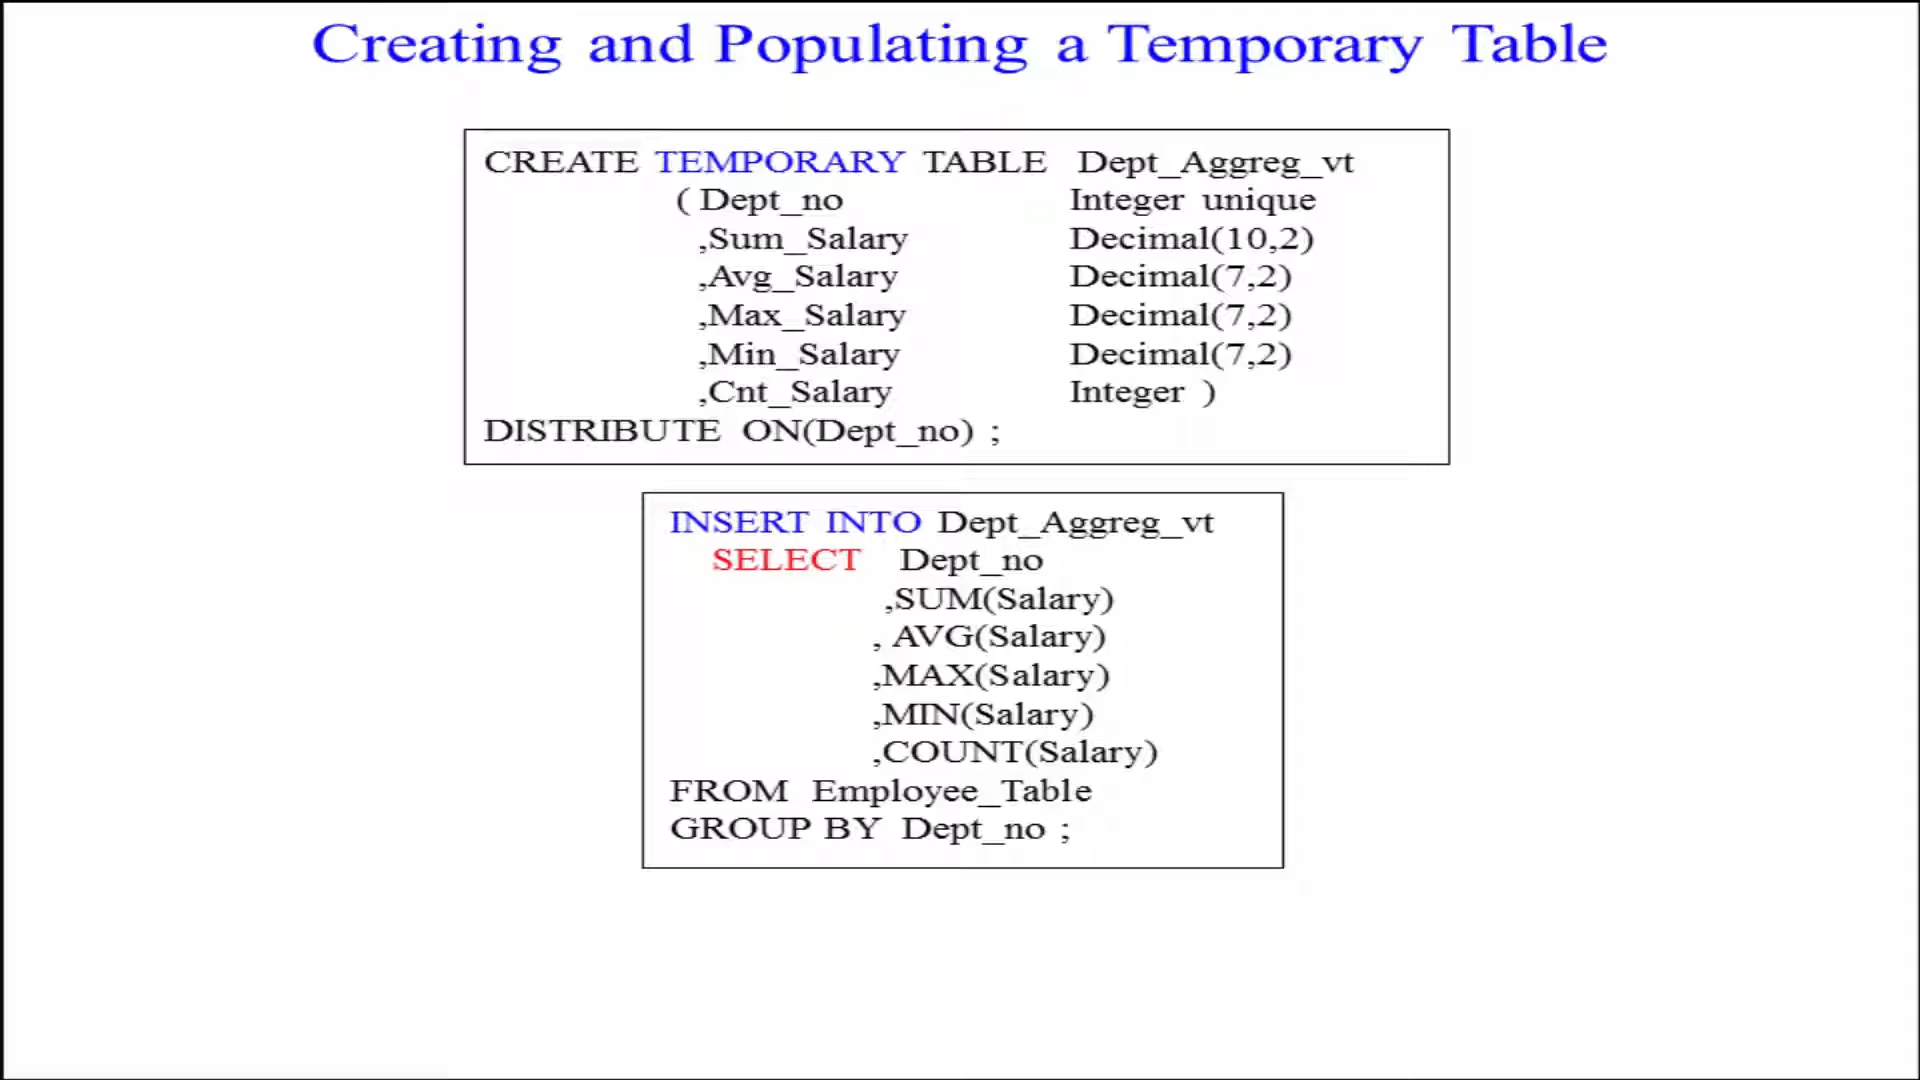 Creating and Populating a Temporary Table
CREATE TEMPORARY TABLE Dept_Aggreg_vt
( Dept_no Integer unique
,Sum_Salary Decimal(10,2)
,Avg_Salary Decimal(7,2)
,Max_Salary Decimal(7,2)
,Min_Salary Decimal(7,2)
,Cnt_Salary Integer )
DISTRIBUTE ON(Dept_no) ;
INSERT INTO Dept_Aggreg_vt
SELECT Dept_no
,SUM(Salary)
, AVG(Salary)
,MAX(Salary)
,MIN(Salary)
,COUNT(Salary)
FROM Employee_Table
GROUP BY Dept_no ;